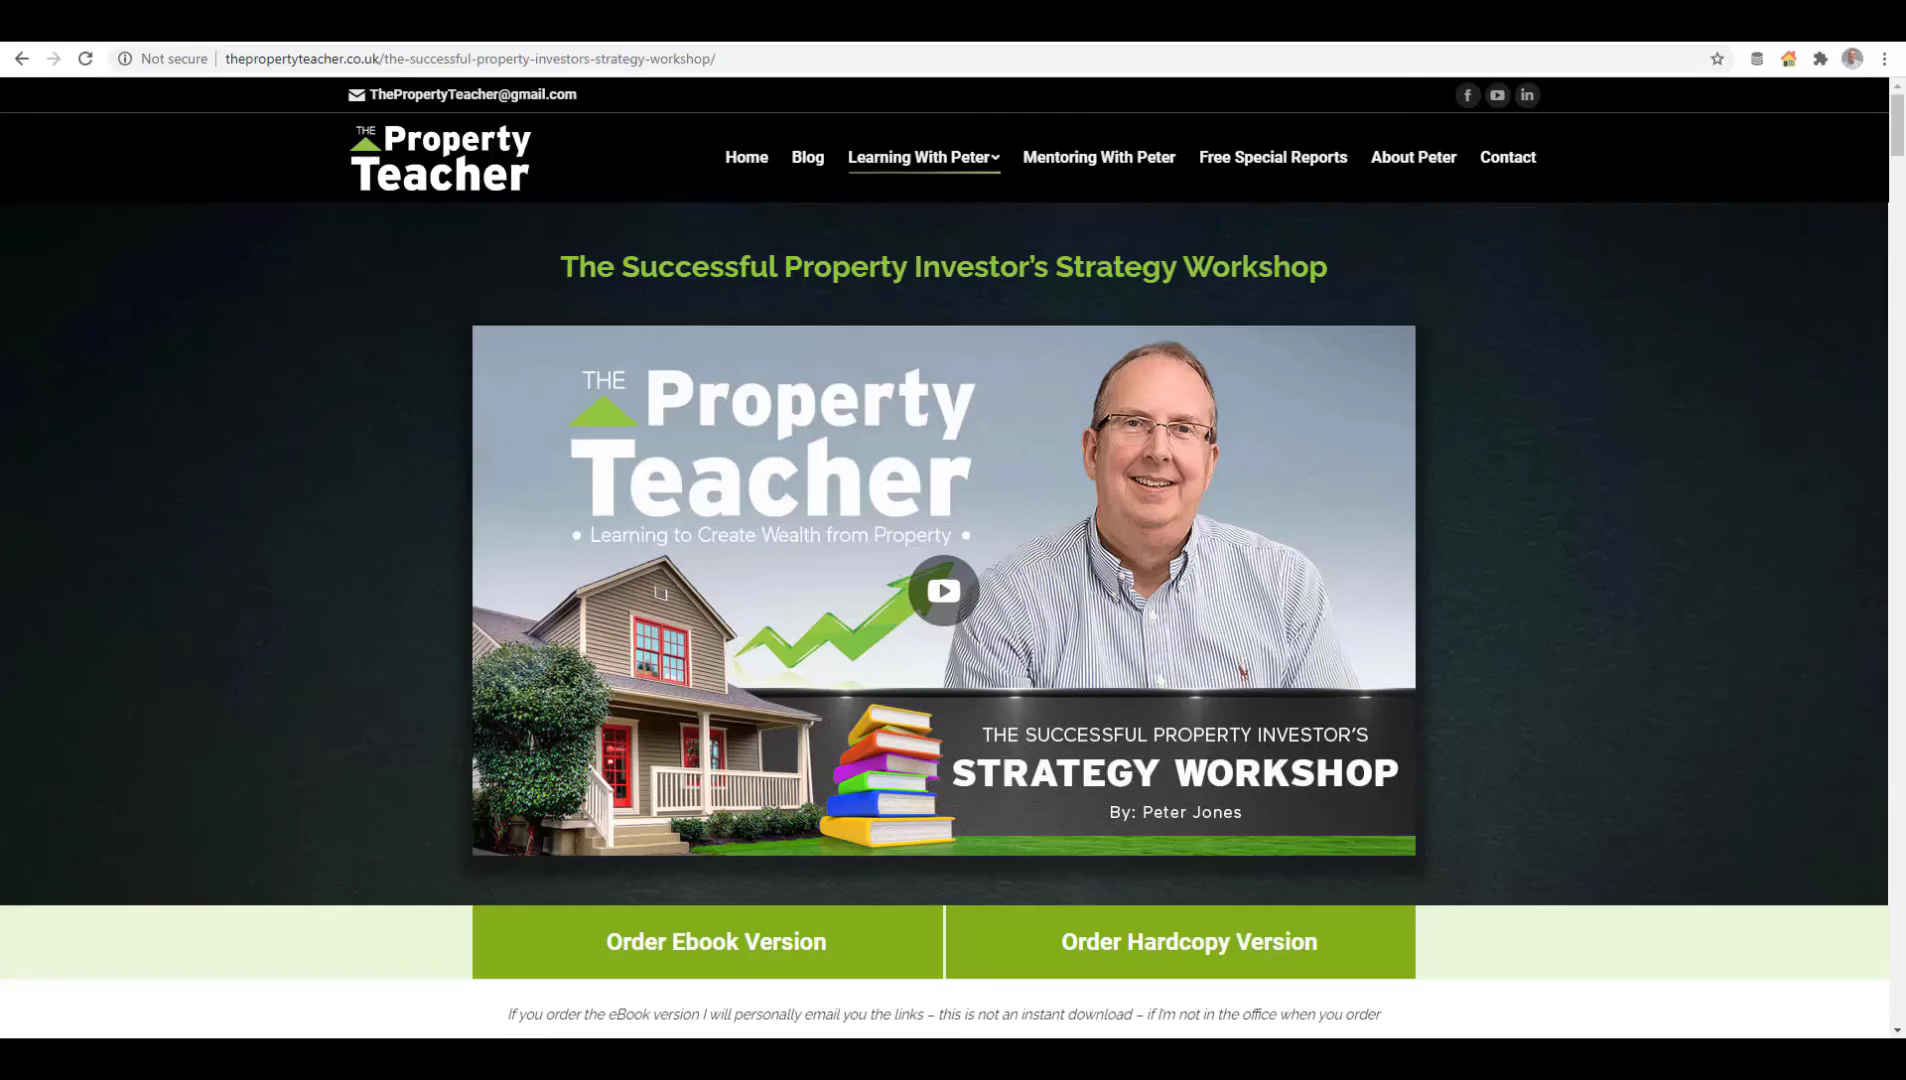 Not secure
thepropertyteacher.co.uk/the-successful-property-investors-strategy-workshop/
ThePropertyTeacher@gmail.com
THE
Property
Teacher
Home
Blog
Learning With Peter
Mentoring With Peter
Free Special Reports
About Peter
Contact
The Successful Property Investor's Strategy Workshop
THE
Property
Teacher
• Learning to Create Wealth from Property •
THE SUCCESSFUL PROPERTY INVESTOR'S
STRATEGY WORKSHOP
By: Peter Jones
Order Ebook Version
Order Hardcopy Version
If you order the eBook version I will personally email you the links – this is not an instant download – if I'm not in the office when you order